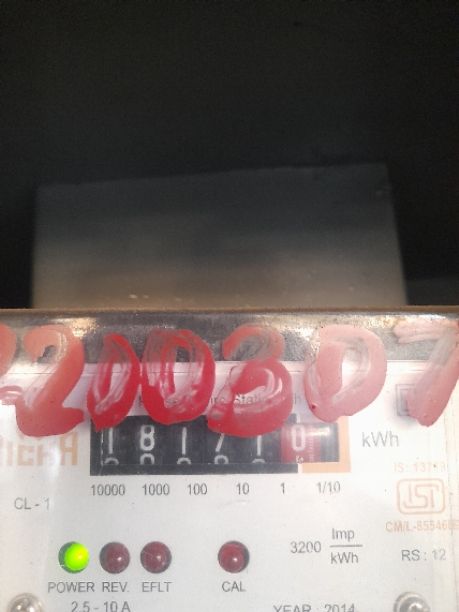 200301
18171 0 kWh
10000 1000 100 10 1 1/10
CL - 1
3200 Imp/kWh
RS : 12
POWER REV. EFLT CAL
2.5 - 10 A
YEAR 2014